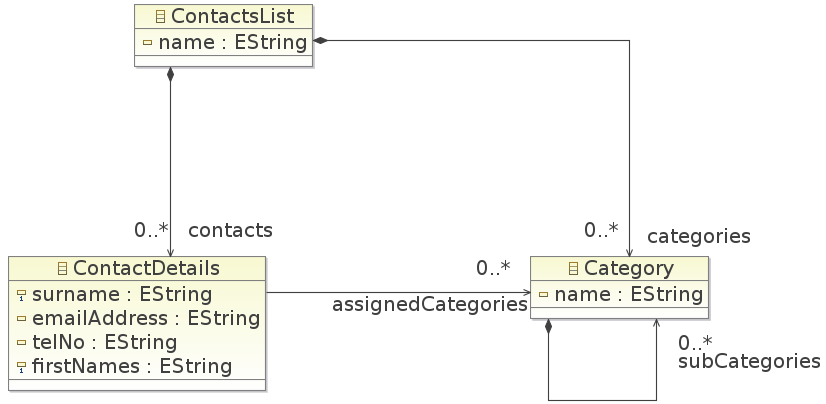 ContactsList
name : EString
0..* contacts
0..* categories
ContactDetails
surname : EString
emailAddress : EString
telNo : EString
firstNames : EString
0..*
assignedCategories
Category
name : EString
0..*
subCategories